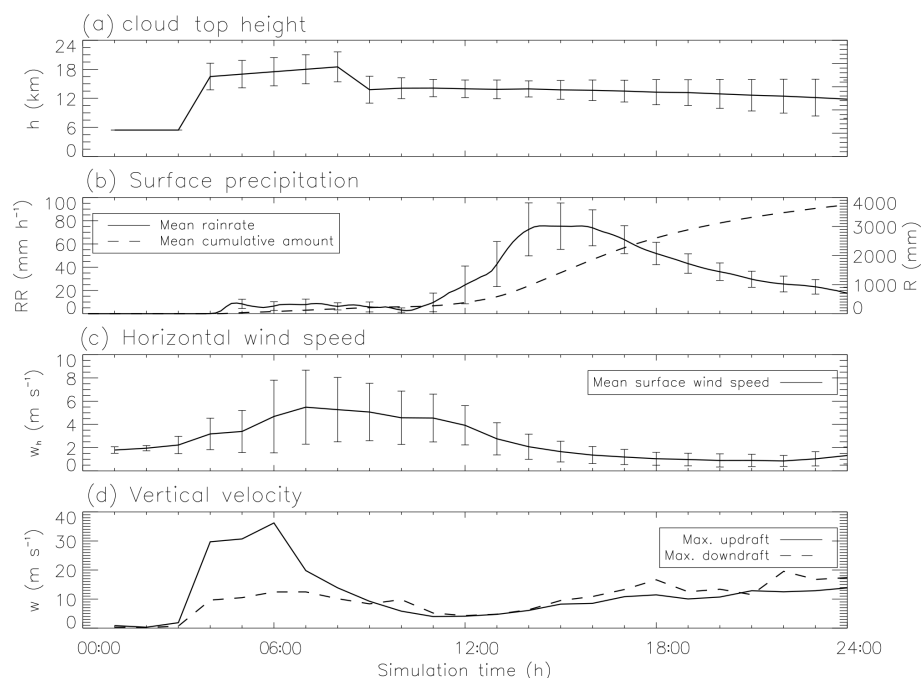 (a) cloud top height
24
18
12
6
0
h (km)
(b) Surface precipitation
100
80
60
40
20
0
RR (mm h⁻¹)
Mean rainrate
Mean cumulative amount
4000
3000
2000
1000
0
R (mm)
(c) Horizontal wind speed
10
8
6
4
2
0
wₕ (m s⁻¹)
Mean surface wind speed
(d) Vertical velocity
40
30
20
10
0
w (m s⁻¹)
Max. updraft
Max. downdraft
00:00 06:00 12:00 18:00 24:00
Simulation time (h)